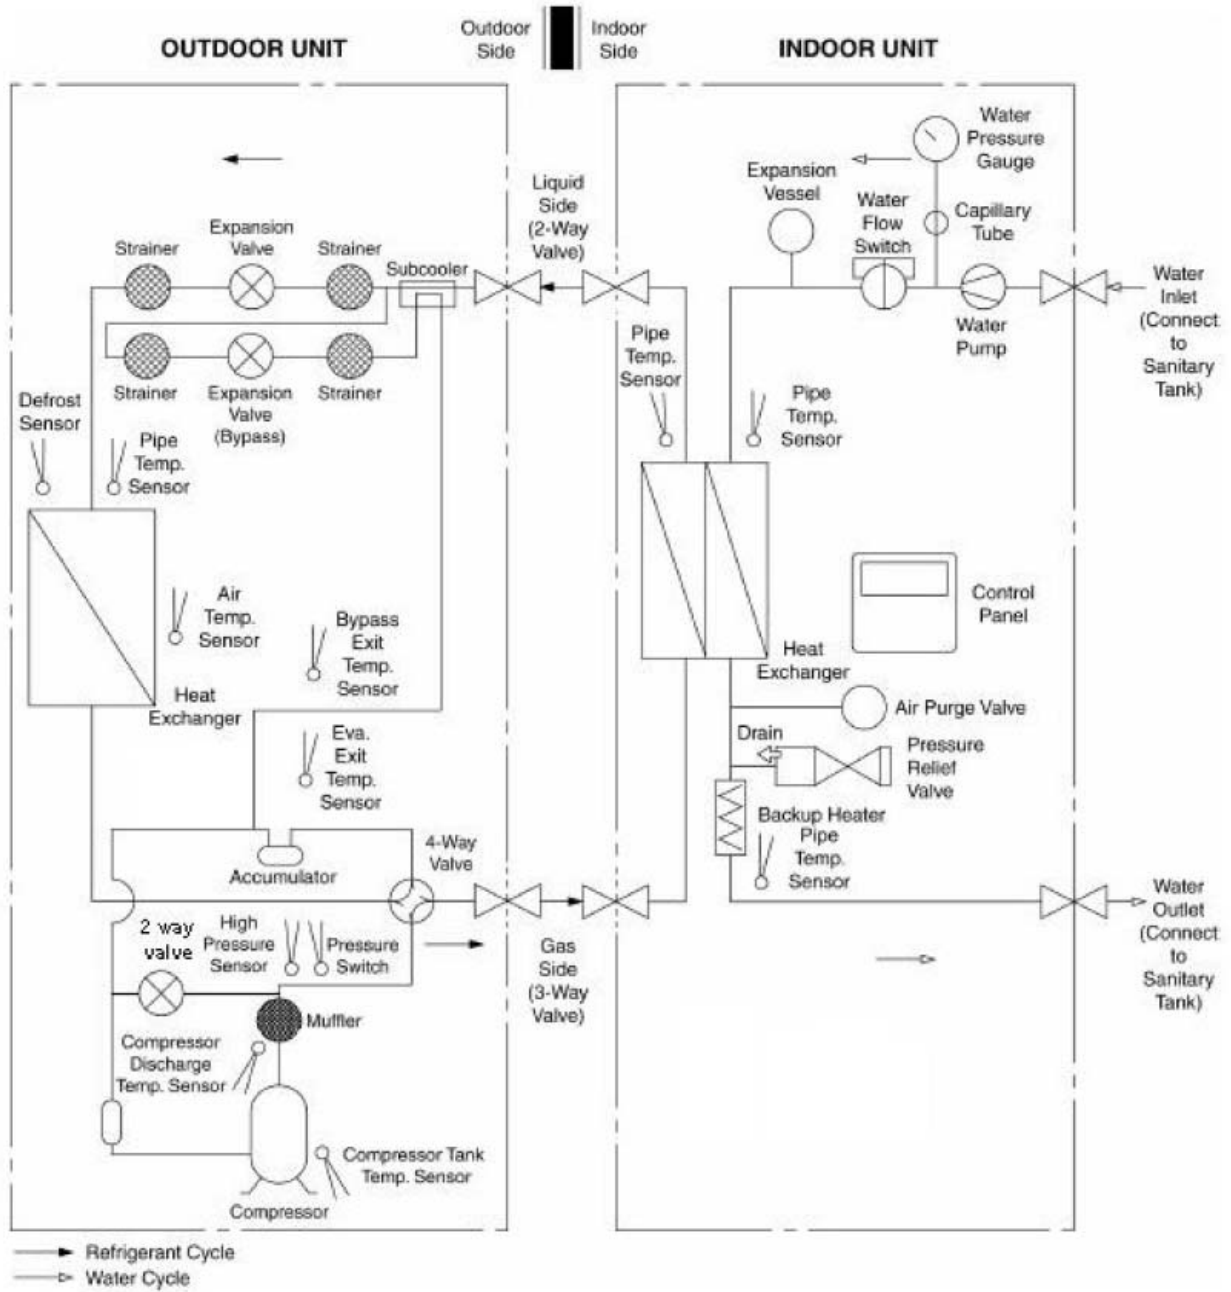 OUTDOOR UNIT
Outdoor
Side
Indoor
Side
INDOOR UNIT
Water
Pressure
Gauge
Expansion
Vessel
Water
Flow
Switch
Capillary
Tube
Liquid
Side
(2-Way
Valve)
Strainer
Expansion
Valve
Strainer
Subcooler
Water
Inlet
(Connect
to
Sanitary
Tank)
Water
Pump
Pipe
Temp.
Sensor
Strainer
Expansion
Valve
(Bypass)
Strainer
Defrost
Sensor
Pipe
Temp.
Sensor
Pipe
Temp.
Sensor
Air
Temp.
Sensor
Bypass
Exit
Temp.
Sensor
Control
Panel
Heat
Exchanger
Heat
Exchanger
Air Purge Valve
Eva.
Exit
Temp.
Sensor
Drain
Pressure
Relief
Valve
Backup Heater
Pipe
Temp.
Sensor
4-Way
Valve
Accumulator
2 way
valve
High
Pressure
Sensor
Pressure
Switch
Gas
Side
(3-Way
Valve)
Water
Outlet
(Connect
to
Sanitary
Tank)
Muffler
Compressor
Discharge
Temp. Sensor
Compressor Tank
Temp. Sensor
Compressor
Refrigerant Cycle
Water Cycle